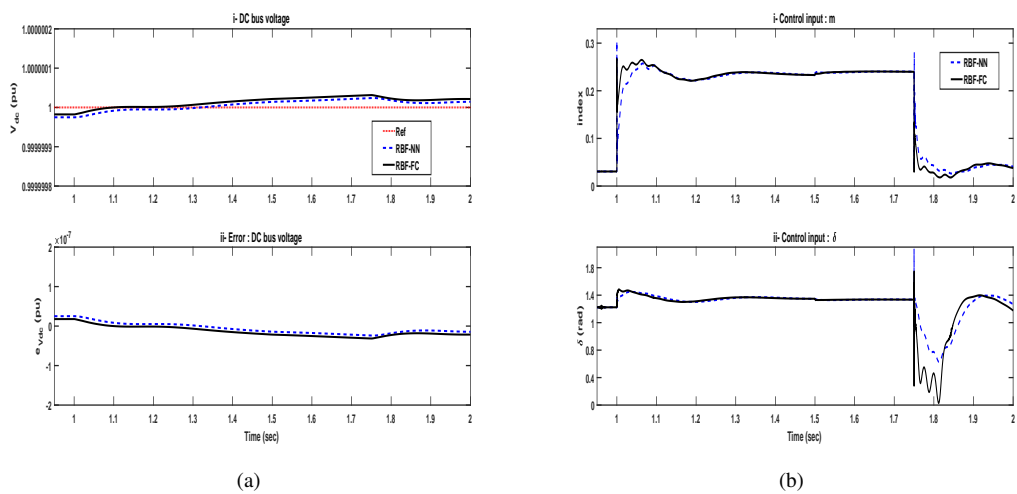 i- DC bus voltage
1.0000002
1.0000001
1
0.9999999
0.9999998
V dc (pu)
Ref
RBF-NN
RBF-FC
1 1.1 1.2 1.3 1.4 1.5 1.6 1.7 1.8 1.9 2
ii- Error : DC bus voltage
×10-7
2
1
0
-1
-2
e Vdc (pu)
1 1.1 1.2 1.3 1.4 1.5 1.6 1.7 1.8 1.9 2
Time (sec)
(a)
i- Control input : m
0.3
0.2
0.1
0
index
RBF-NN
RBF-FC
1 1.1 1.2 1.3 1.4 1.5 1.6 1.7 1.8 1.9 2
ii- Control input : δ
1.8
1.4
1
0.8
0.4
0
δ (rad)
1 1.1 1.2 1.3 1.4 1.5 1.6 1.7 1.8 1.9 2
Time (sec)
(b)